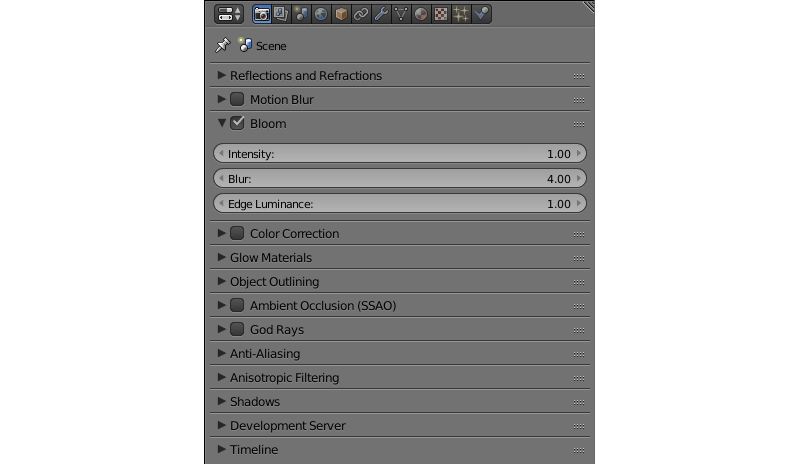 Scene
Reflections and Refractions
Motion Blur
Bloom
Intensity: 1.00
Blur: 4.00
Edge Luminance: 1.00
Color Correction
Glow Materials
Object Outlining
Ambient Occlusion (SSAO)
God Rays
Anti-Aliasing
Anisotropic Filtering
Shadows
Development Server
Timeline